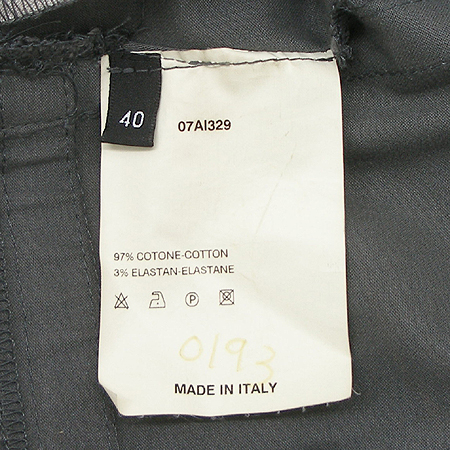 40
07AI329
97% COTONE-COTTON
3% ELASTAN-ELASTANE
P
0193
MADE IN ITALY